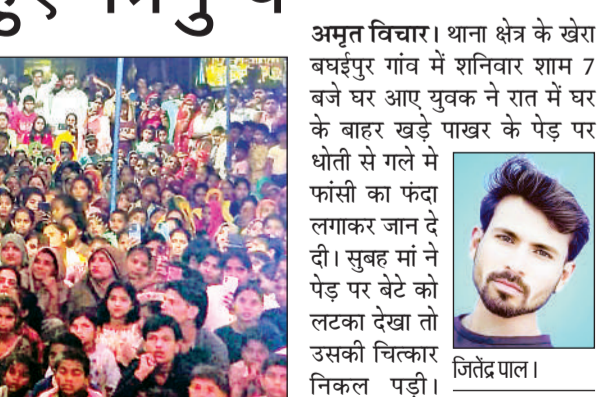 अमृत विचार। थाना क्षेत्र के खेरा
बघईपुर गांव में शनिवार शाम 7
बजे घर आए युवक ने रात में घर
के बाहर खड़े पाखर के पेड़ पर
धोती से गले मे
फांसी का फंदा
लगाकर जान दे
दी। सुबह मां ने
पेड़ पर बेटे को
लटका देखा तो
उसकी चित्कार
निकल पड़ी।
जितेंद्र पाल।